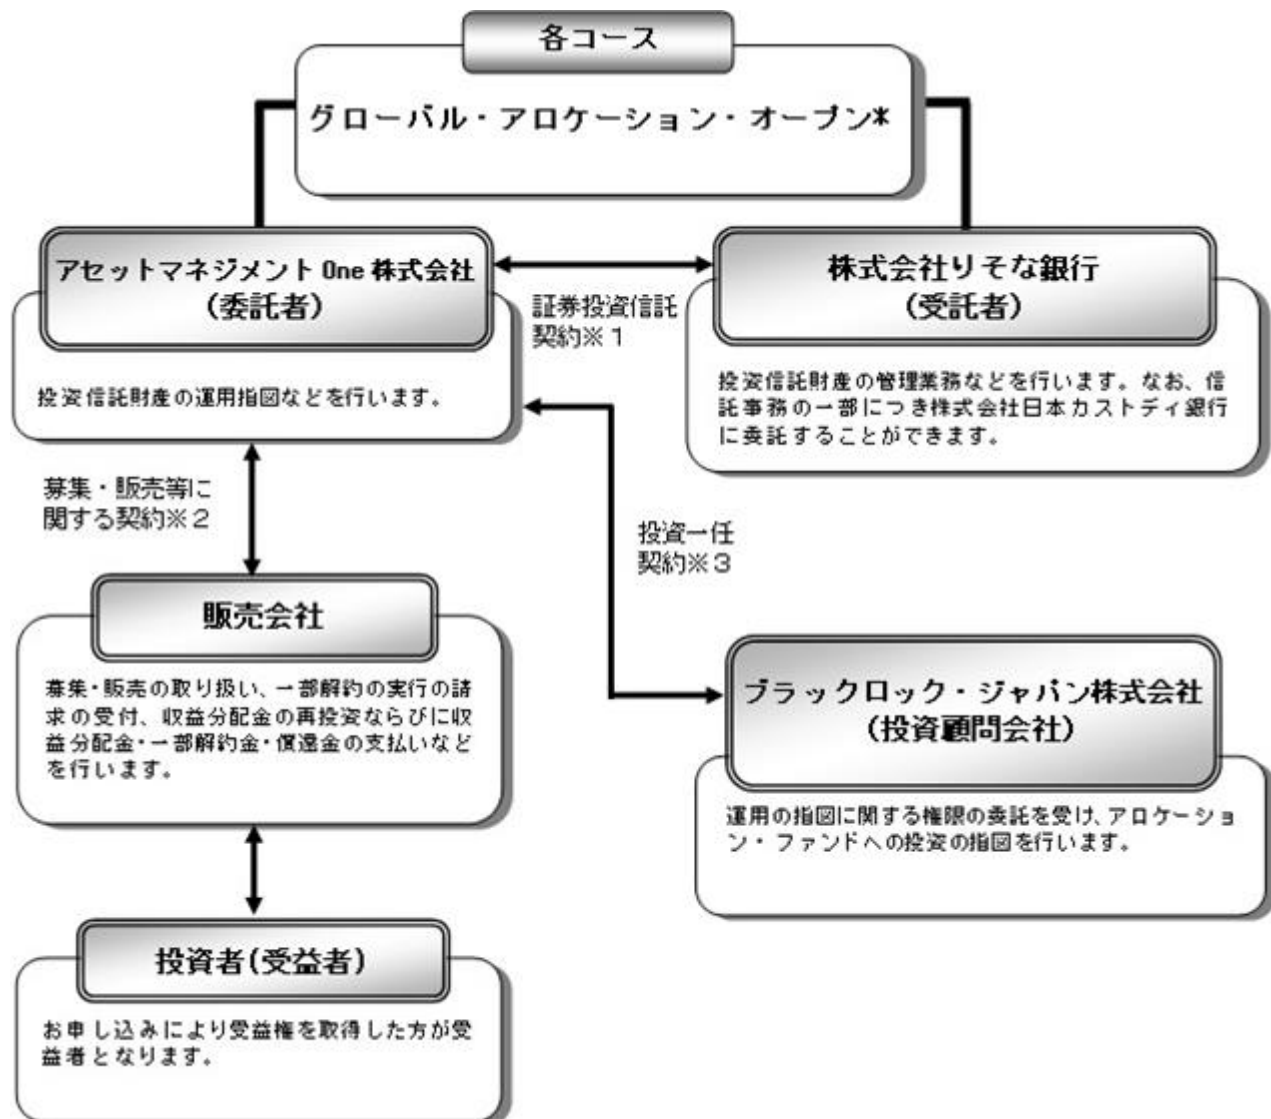 各コース
グローバル・アロケーション・オープン*
アセットマネジメント One 株式会社
(委託者)
投資信託財産の運用指図などを行います。
証券投資信託
契約※1
株式会社りそな銀行
(受託者)
投資信託財産の管理業務などを行います。なお、信
託事務の一部につき株式会社日本カストディ銀行
に委託することができます。
募集・販売等に
関する契約※2
投資一任
契約※3
販売会社
募集・販売の取り扱い、一部解約の実行の請
求の受付、収益分配金の再投資ならびに収
益分配金・一部解約金・償還金の支払いなど
を行います。
ブラックロック・ジャパン株式会社
(投資顧問会社)
運用の指図に関する権限の委託を受け、アロケーショ
ン・ファンドへの投資の指図を行います。
投資者(受益者)
お申し込みにより受益権を取得した方が受
益者となります。